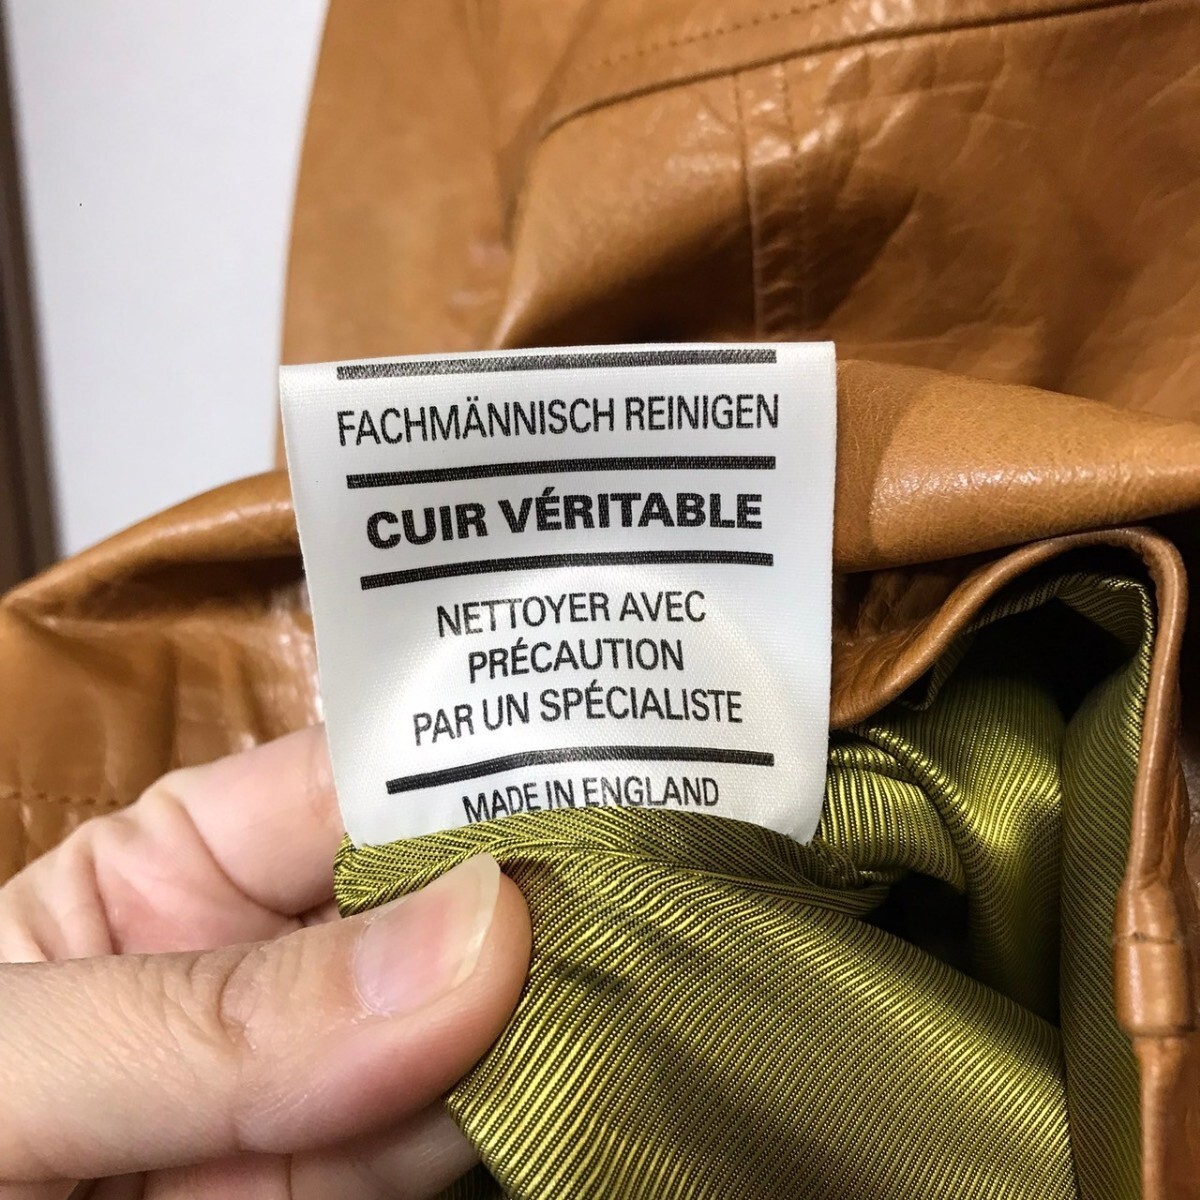 FACHMÄNNISCH REINIGEN
CUIR VÉRITABLE
NETTOYER AVEC
PRÉCAUTION
PAR UN SPÉCIALISTE
MADE IN ENGLAND